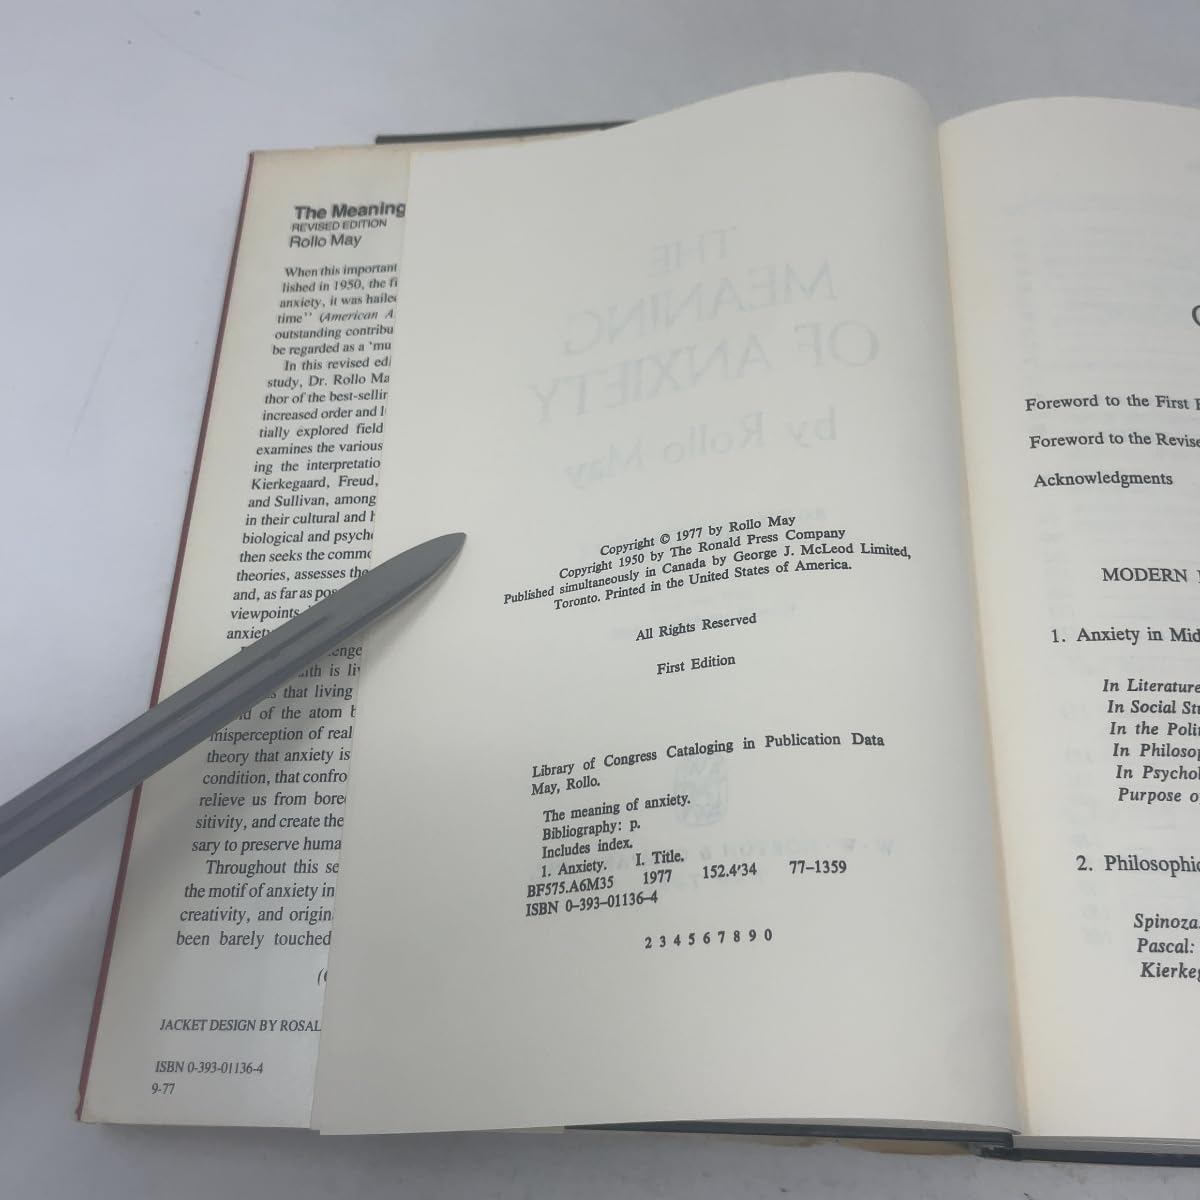 The Meaning
REVISED EDITION
Rollo May
When this important
lished in 1950, the fi
anxiety, it was hailed
time" (American A
outstanding contribu
be regarded as a 'mu
In this revised edi
study, Dr. Rollo Ma
thor of the best-sellin
increased order and l
tially explored field
examines the various
ing the interpretatio
Kierkegaard, Freud,
and Sullivan, among
in their cultural and h
biological and psycho
then seeks the commo
theories, assesses the
and, as far as pos
viewpoints
anxiety
enge
ith is liv
s that living
of the atom b
misperception of real
theory that anxiety is
condition, that confro
relieve us from bore
sitivity, and create the
sary to preserve huma
Throughout this se
the motif of anxiety in
creativity, and origin
been barely touched
JACKET DESIGN BY ROSAL
ISBN 0-393-01136-4
9-77
THE
MEANING
OF ANXIETY
by Rollo May
Copyright © 1977 by Rollo May
Copyright 1950 by The Ronald Press Company
Published simultaneously in Canada by George J. McLeod Limited,
Toronto. Printed in the United States of America.
All Rights Reserved
First Edition
Library of Congress Cataloging in Publication Data
May, Rollo.
The meaning of anxiety.
Bibliography: p.
Includes index.
1. Anxiety. I. Title.
BF575.A6M35 1977 152.4'34 77-1359
ISBN 0-393-01136-4
2 3 4 5 6 7 8 9 0
Foreword to the First E
Foreword to the Revise
Acknowledgments
MODERN
1. Anxiety in Mid
In Literature
In Social Stu
In the Polit
In Philosop
In Psychol
Purpose o
2. Philosophic
Spinoza
Pascal:
Kierkeg